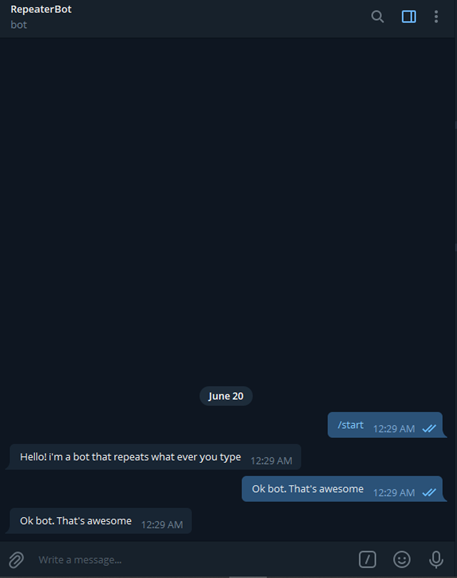 RepeaterBot
bot
June 20
/start 12:29 AM
Hello! i'm a bot that repeats what ever you type 12:29 AM
Ok bot. That's awesome 12:29 AM
Ok bot. That's awesome 12:29 AM
Write a message...